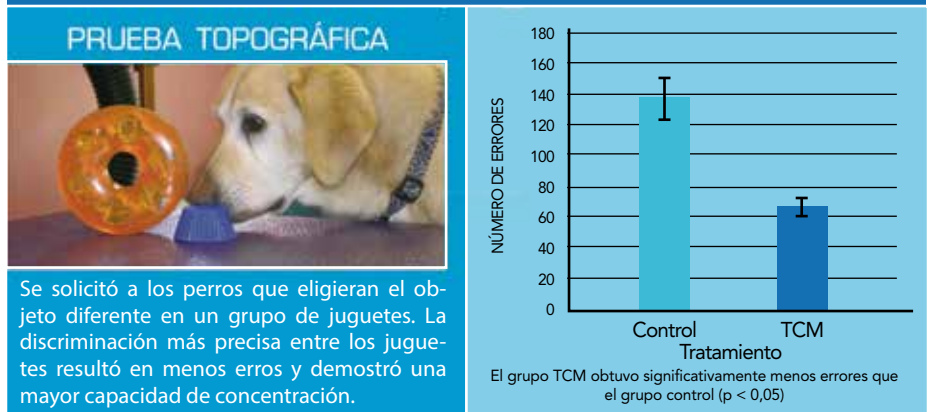 PRUEBA TOPOGRÁFICA
Se solicitó a los perros que eligieran el ob-
jeto diferente en un grupo de juguetes. La
discriminación más precisa entre los jugue-
tes resultó en menos erros y demostró una
mayor capacidad de concentración.
NÚMERO DE ERRORES
180
160
140
120
100
80
60
40
20
0
Control TCM
Tratamiento
El grupo TCM obtuvo significativamente menos errores que
el grupo control (p < 0,05)